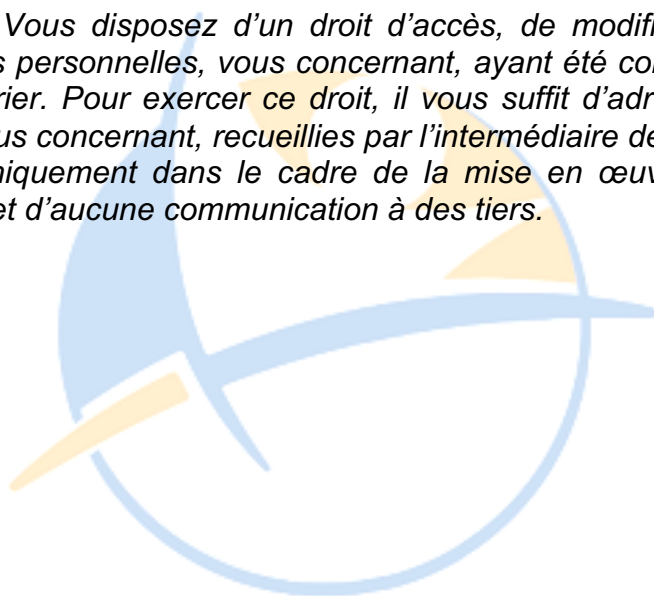 Vous disposez d’un droit d’accès, de modifi
s personnelles, vous concernant, ayant été co
rier. Pour exercer ce droit, il vous suffit d’adr
us concernant, recueillies par l’intermédiaire de
niquement dans le cadre de la mise en œuv
et d’aucune communication à des tiers.